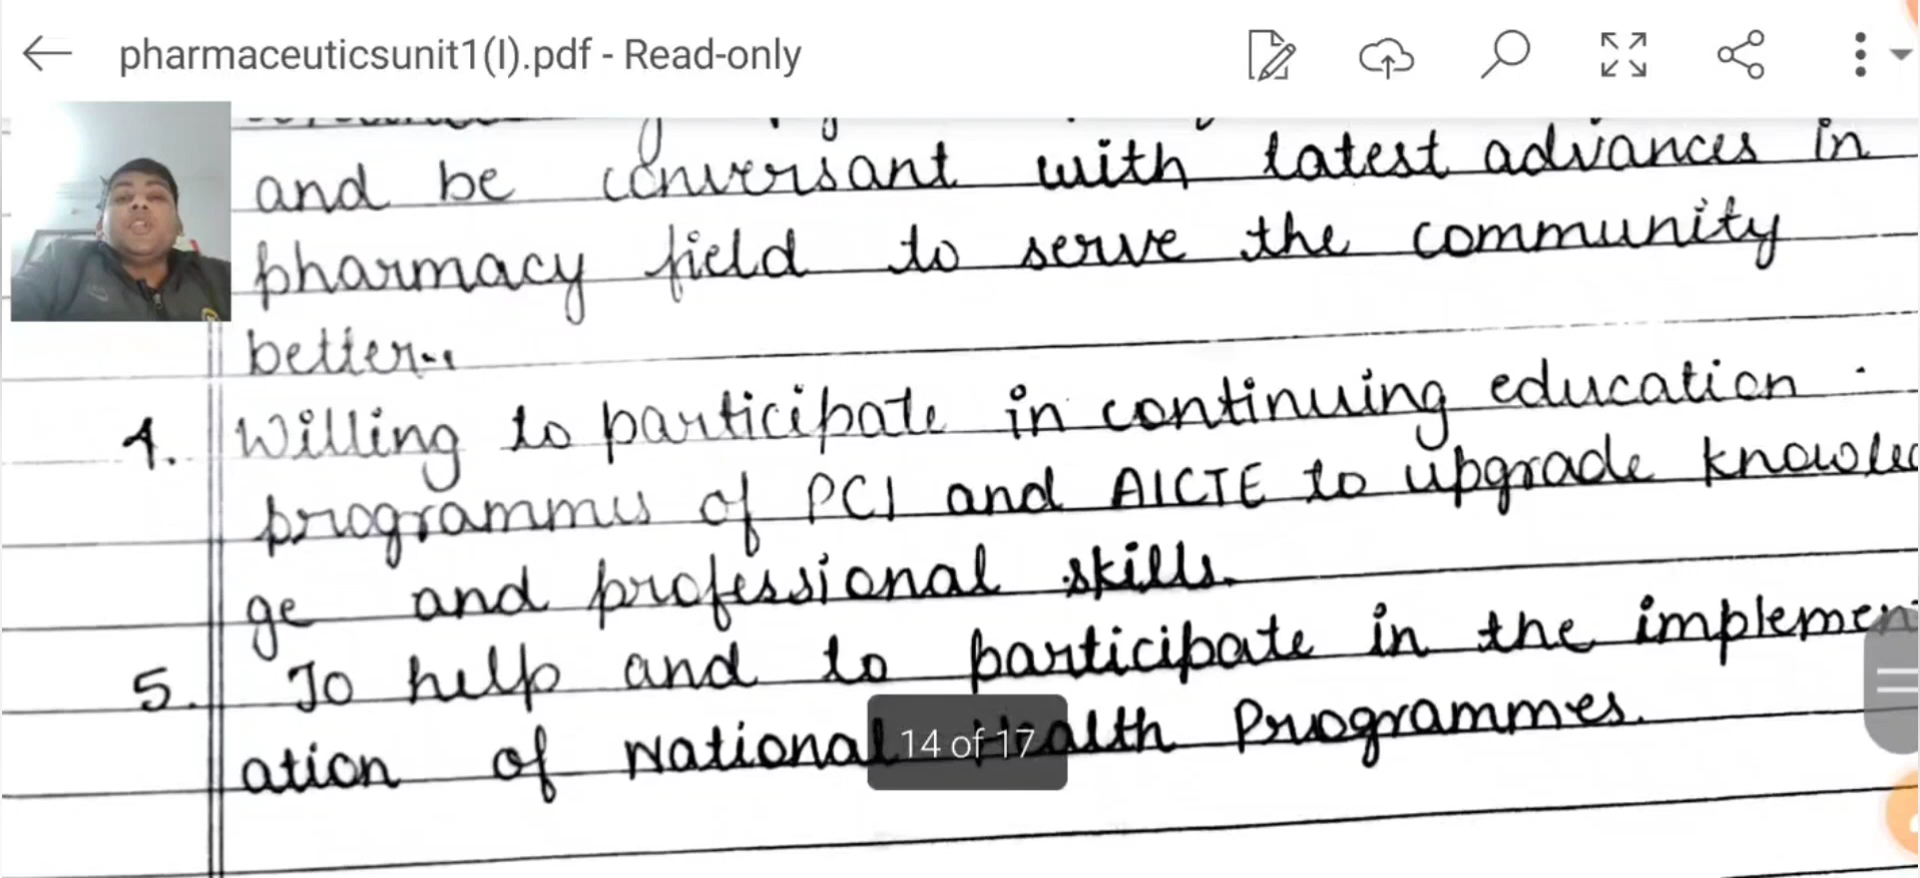 pharmaceuticsunit1(I).pdf - Read-only
and be conversant with latest advances in
pharmacy field to serve the community
better.
4. Willing to participate in continuing education
programmes of PCI and AICTE to upgrade knowled
ge and professional skills.
5. To help and to participate in the implemen
ation of National Health Programmes.
14 of 17